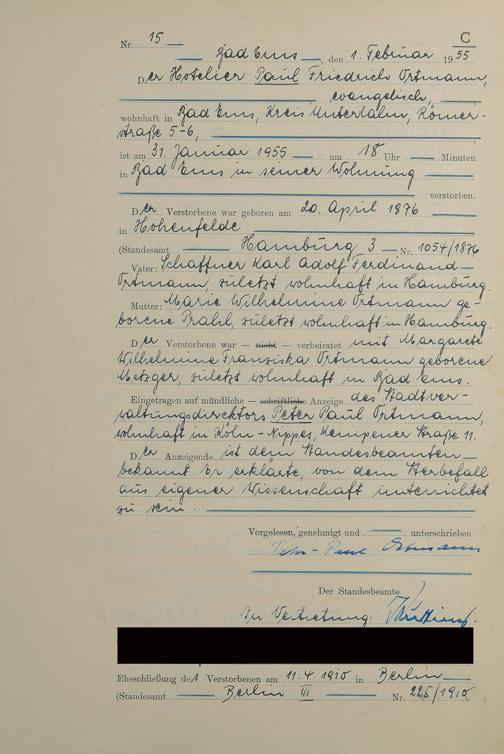 C
Nr. 15
Bad Ems, den 1. Februar 1955
Der Hotelier Paul Friedrich Ortmann,
evangelisch,
wohnhaft in Bad Ems, Kreis Unterlahn, Römer-
straße 5-6,
ist am 31. Januar 1955 um 18 Uhr Minuten
in Bad Ems in seiner Wohnung
verstorben.
Der Verstorbene war geboren am 20. April 1876
in Hohenfelde
(Standesamt Hamburg 3 Nr. 1054/1876
Vater: Schaffner Karl Adolf Ferdinand
Ortmann, zuletzt wohnhaft in Hamburg
Mutter: Marie Wilhelmine Ortmann ge-
borene Prahl, zuletzt wohnhaft in Hamburg.
Der Verstorbene war – nicht – verheiratet mit Margarete
Wilhelmine Franziska Ortmann geborene
Metzger, zuletzt wohnhaft in Bad Ems.
Eingetragen auf mündliche – schriftliche Anzeige des Stadtver-
waltungsdirektors Peter Paul Ortmann,
wohnhaft in Köln-Nippes, Kempener Straße 11.
Der Anzeigende ist dem Standesbeamten
bekannt. Er erklärte, von dem Sterbefall
aus eigener Wissenschaft unterrichtet
zu sein.
Vorgelesen, genehmigt und unterschrieben
Peter-Paul Ortmann
Der Standesbeamte
In Vertretung:
Eheschließung des Verstorbenen am 11.4.1910 in Berlin
(Standesamt Berlin III Nr. 225/1910).